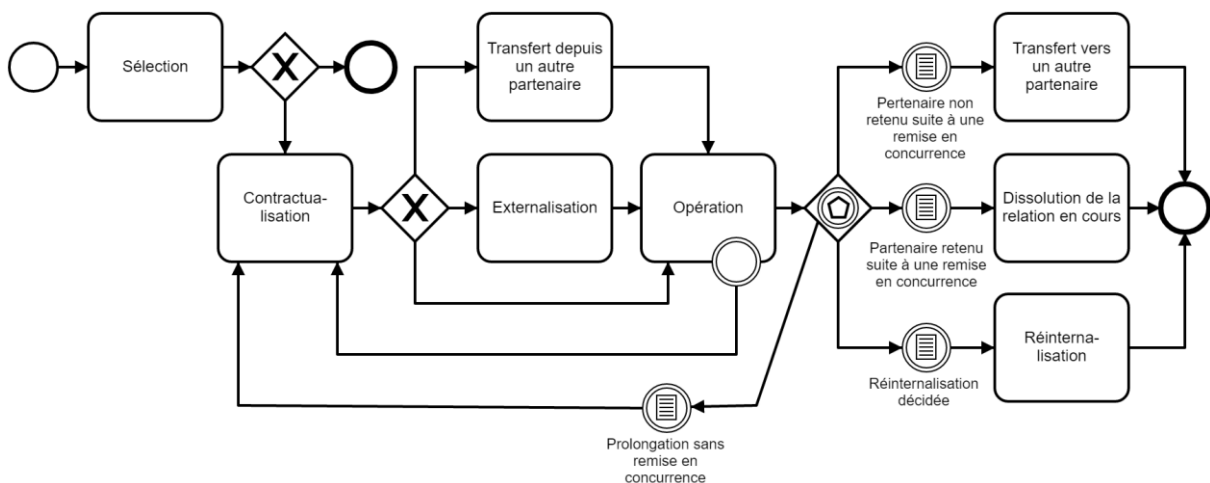 Sélection
Transfert depuis
un autre
partenaire
Transfert vers
un autre
partenaire
Pertenaire non
retenu suite à une
remise en
concurrence
Contractua-
lisation
Externalisation
Opération
Dissolution de la
relation en cours
Partenaire retenu
suite à une remise
en concurrence
Réinterna-
lisation
Réinternalisation
décidée
Prolongation sans
remise en
concurrence